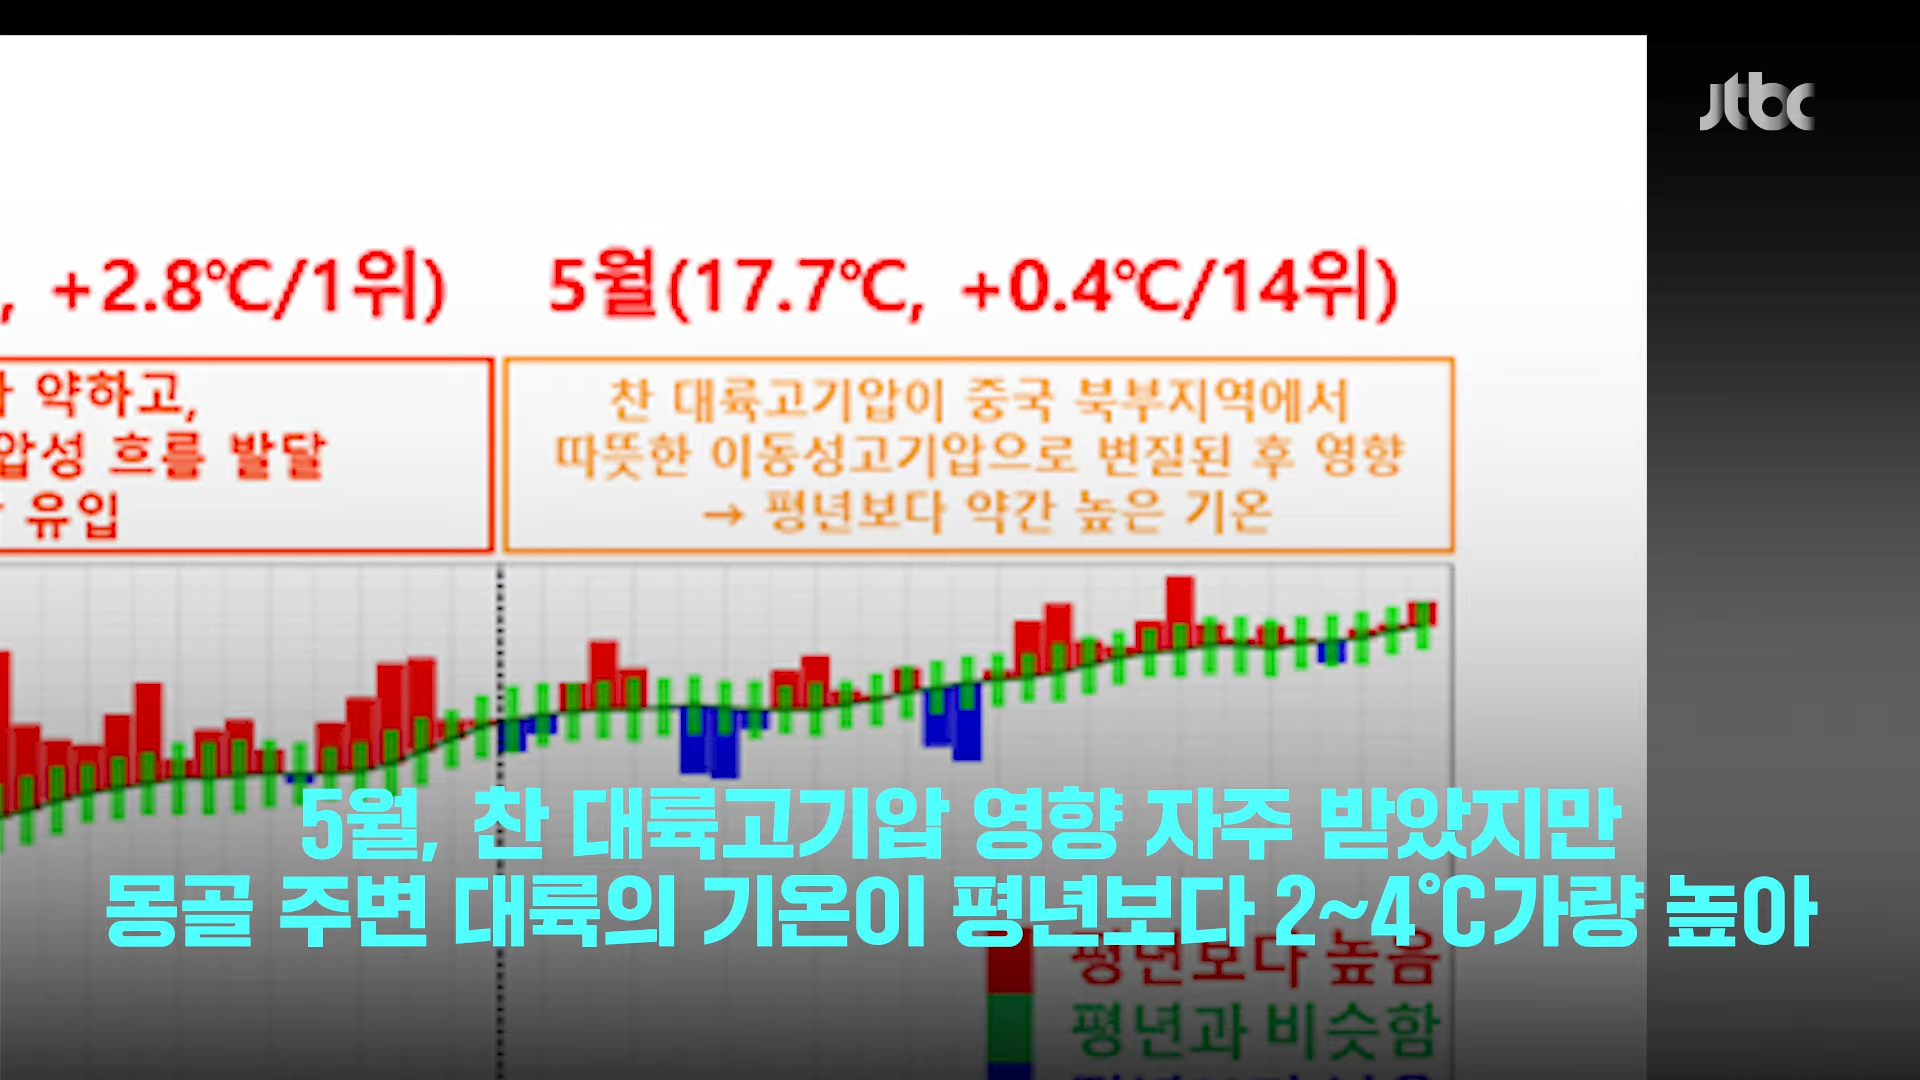 jtbc
, +2.8℃/1위)
5월(17.7℃, +0.4℃/14위)
약하고,
압성 흐름 발달
유입
찬 대륙고기압이 중국 북부지역에서
따뜻한 이동성고기압으로 변질된 후 영향
→ 평년보다 약간 높은 기온
5월, 찬 대륙고기압 영향 자주 받았지만
몽골 주변 대륙의 기온이 평년보다 2~4℃가량 높아
평년보다 높음
평년과 비슷함